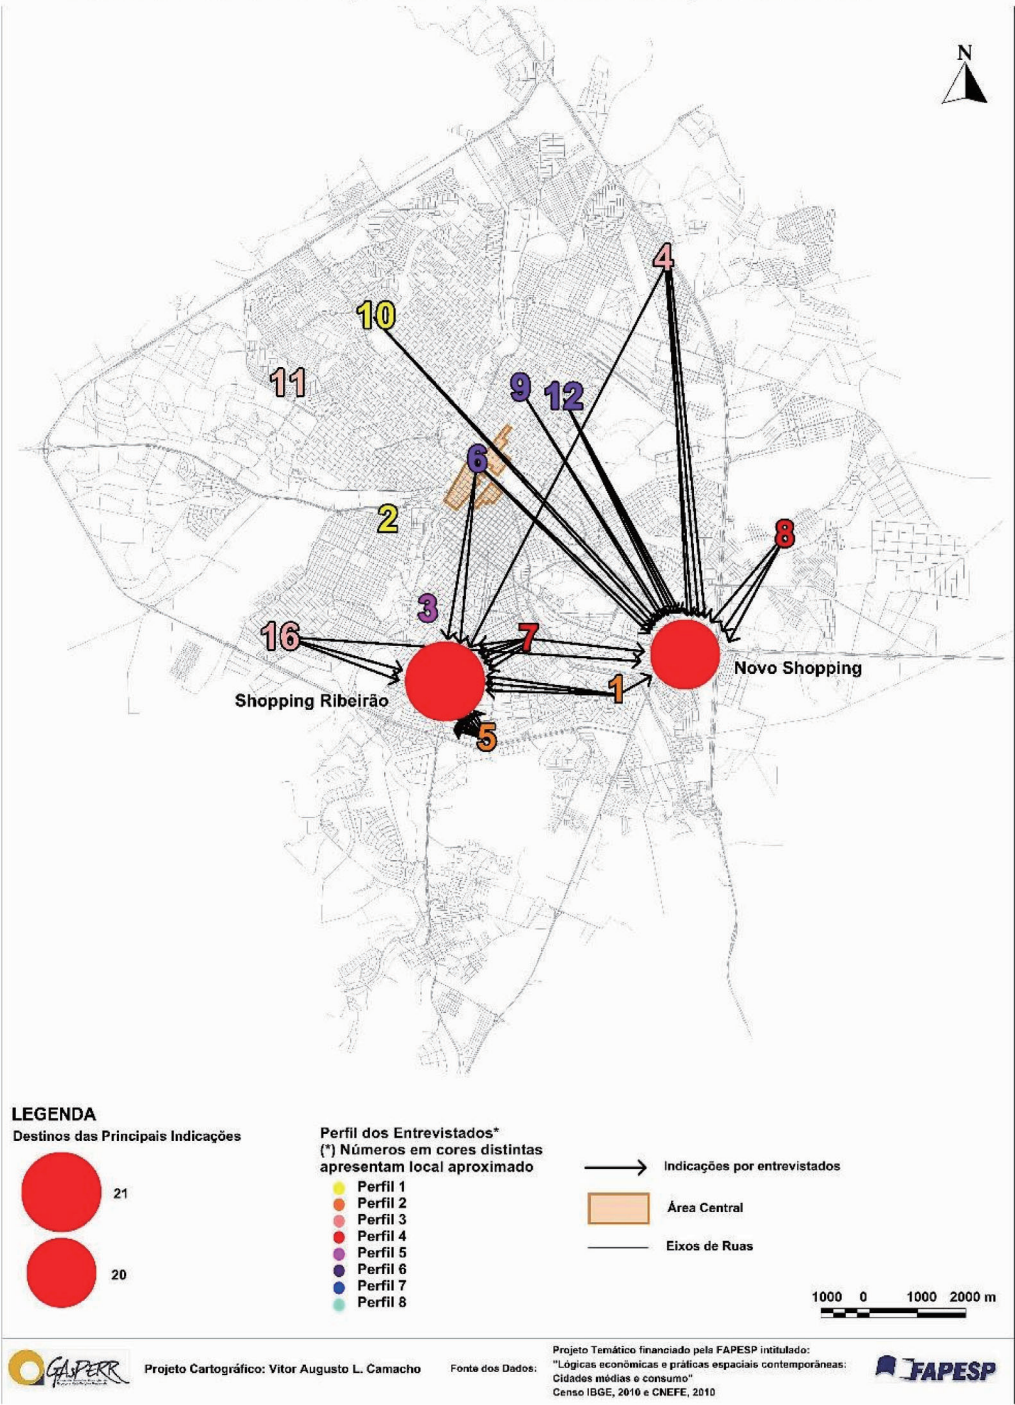 N
4
10
11
9
12
6
2
8
3
16
7
Novo Shopping
1
Shopping Ribeirão
5
LEGENDA
Destinos das Principais Indicações
21
20
Perfil dos Entrevistados*
(*) Números em cores distintas
apresentam local aproximado
Perfil 1
Perfil 2
Perfil 3
Perfil 4
Perfil 5
Perfil 6
Perfil 7
Perfil 8
Indicações por entrevistados
Área Central
Eixos de Ruas
1000 0 1000 2000 m
GAsPERR
Projeto Cartográfico: Vitor Augusto L. Camacho
Fonte dos Dados:
Projeto Temático financiado pela FAPESP intitulado:
"Lógicas econômicas e práticas espaciais contemporâneas:
Cidades médias e consumo"
Censo IBGE, 2010 e CNEFE, 2010
FAPESP